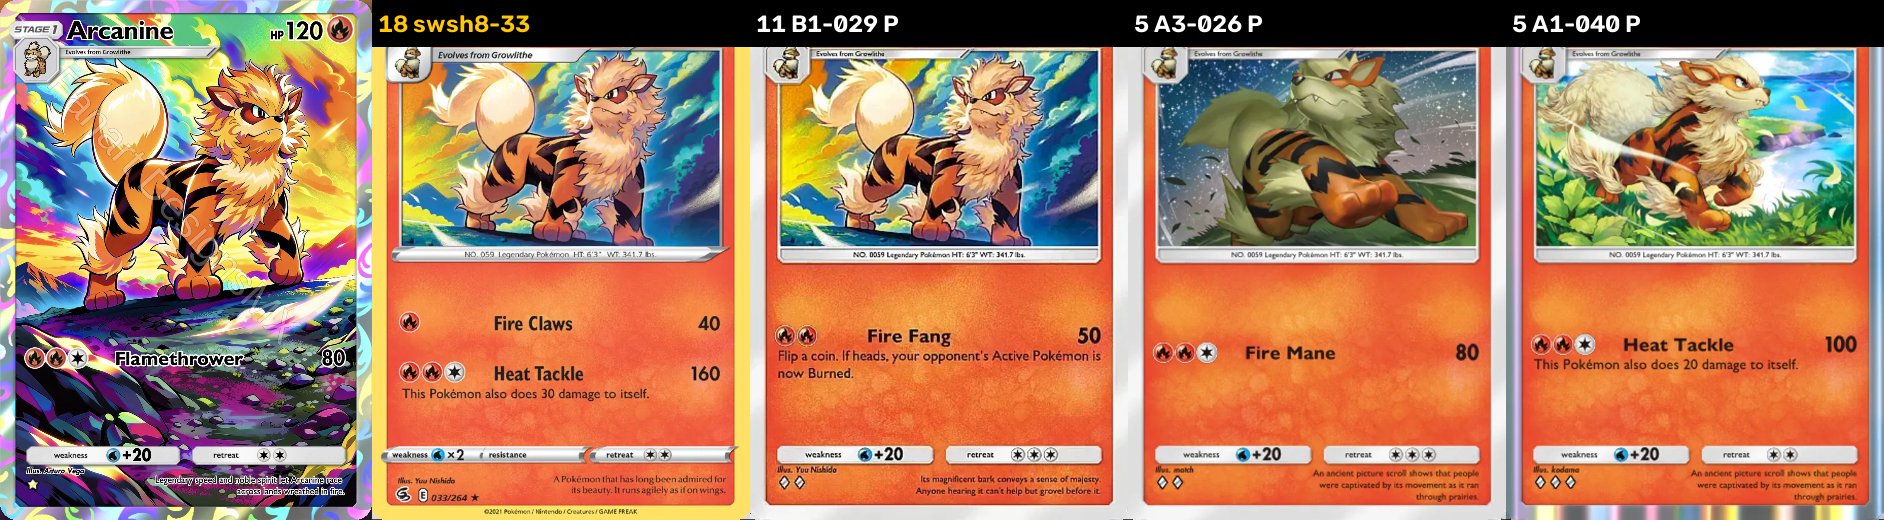 STAGE 1 Arcanine HP 120
Evolves from Growlithe
Flamethrower 80
weakness +20 retreat
Illus. Arturo Vega
Legendary speed and noble spirit let Arcanine race
across lands wreathed in fire.
18 swsh8-33
Evolves from Growlithe
NO. 059 Legendary Pokémon HT: 6'3" WT: 341.7 lbs.
Fire Claws 40
Heat Tackle 160
This Pokémon also does 30 damage to itself.
weakness ×2 resistance retreat
Illus. Yuu Nishida
A Pokémon that has long been admired for
its beauty. It runs agilely as if on wings.
E 033/264 ★
©2021 Pokémon / Nintendo / Creatures / GAME FREAK
11 B1-029 P
Evolves from Growlithe
NO. 0059 Legendary Pokémon HT: 6'3" WT: 341.7 lbs.
Fire Fang 50
Flip a coin. If heads, your opponent's Active Pokémon is
now Burned.
weakness +20 retreat
Illus. Yuu Nishida
Its magnificent bark conveys a sense of majesty.
Anyone hearing it can't help but grovel before it.
5 A3-026 P
Evolves from Growlithe
NO. 0059 Legendary Pokémon HT: 6'3" WT: 341.7 lbs.
Fire Mane 80
weakness +20 retreat
Illus. match
An ancient picture scroll shows that people
were captivated by its movement as it ran
through prairies.
5 A1-040 P
Evolves from Growlithe
NO. 0059 Legendary Pokémon HT: 6'3" WT: 341.7 lbs.
Heat Tackle 100
This Pokémon also does 20 damage to itself.
weakness +20 retreat
Illus. kodama
An ancient picture scroll shows that people
were captivated by its movement as it ran
through prairies.